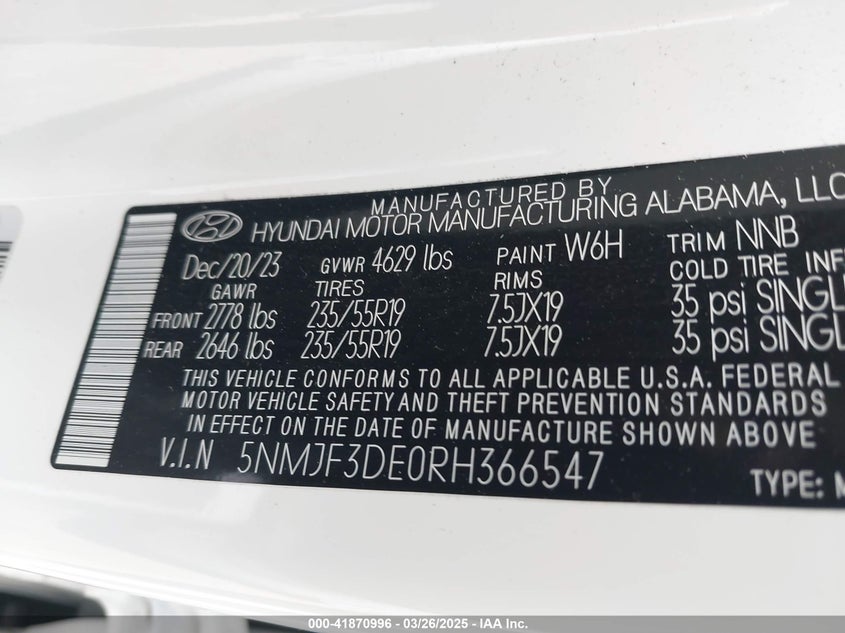 MANUFACTURED BY
HYUNDAI MOTOR MANUFACTURING ALABAMA, LLC
Dec/20/23 GVWR 4629 lbs PAINT W6H TRIM NNB
GAWR TIRES RIMS COLD TIRE INF
FRONT 2778 lbs 235/55R19 7.5JX19 35 psi SINGL
REAR 2646 lbs 235/55R19 7.5JX19 35 psi SINGL
THIS VEHICLE CONFORMS TO ALL APPLICABLE U.S.A. FEDERAL
MOTOR VEHICLE SAFETY AND THEFT PREVENTION STANDARDS
IN EFFECT ON THE DATE OF MANUFACTURE SHOWN ABOVE
V.I.N 5NMJF3DE0RH366547
TYPE: M
000-41870996 - 03/26/2025 - IAA Inc.